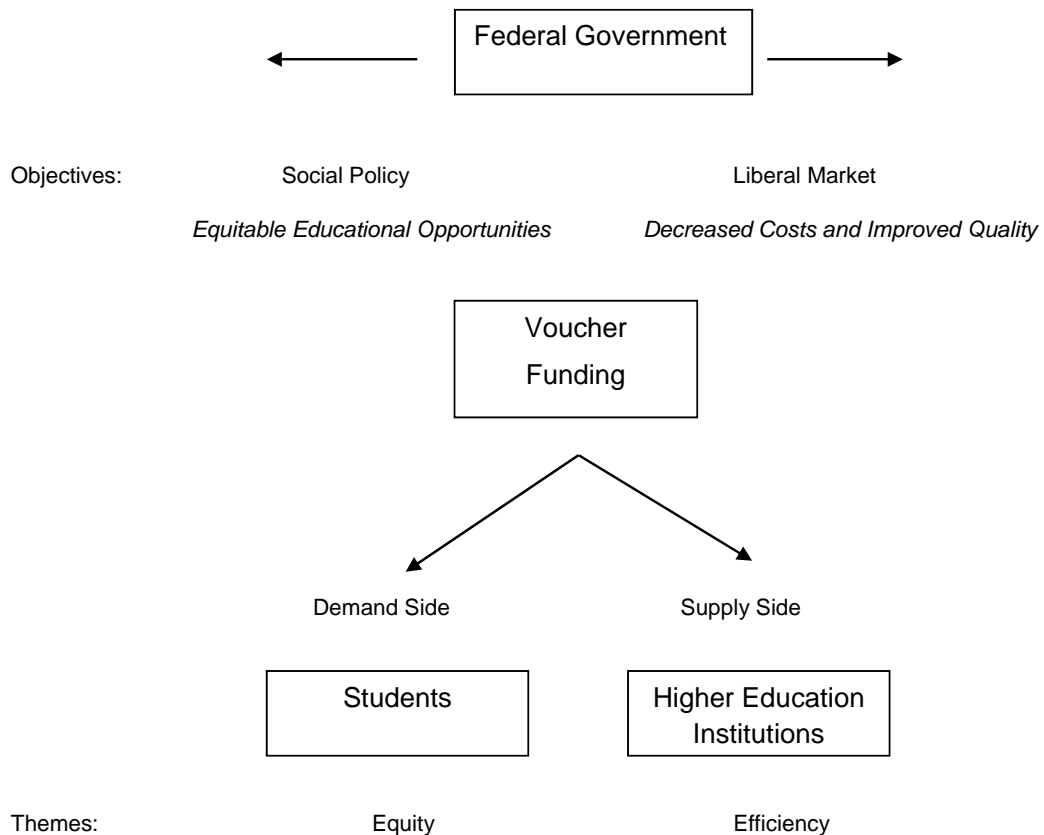 Federal Government
Objectives: Social Policy Liberal Market
Equitable Educational Opportunities Decreased Costs and Improved Quality
Voucher
Funding
Demand Side Supply Side
Students Higher Education
Institutions
Themes: Equity Efficiency